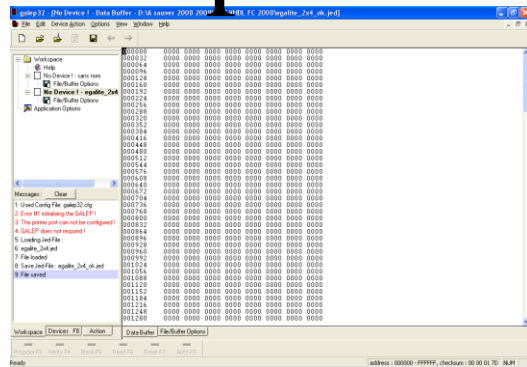 galep32 - [No Device ! - Data Buffer - D:\A sauver 2008 200 VHDL FC 2008\egalite_2x4_ok.jed]
File Edit Device Action Options View Window Help
Workspace
Help
No Device ! - sans nom
File/Buffer Options
No Device ! - egalite_2x4
File/Buffer Options
Application Options
Messages: Clear
1: Used Config File: galep32.cfg
2: Error !!!! initializing the GALEP !
3: The printer port can not be configured !
4: GALEP does not respond !
5: Loading Jed-File :
6: egalite_2x4.jed
7: File loaded
8: Save Jed-File : egalite_2x4_ok.jed
9: File saved
Workspace Devices F8 Action
000000 0000 0000 0000 0000 0000 0000 0000 0000
000032 0000 0000 0000 0000 0000 0000 0000 0000
000064 0000 0000 0000 0000 0000 0000 0000 0000
000096 0000 0000 0000 0000 0000 0000 0000 0000
000128 0000 0000 0000 0000 0000 0000 0000 0000
000160 0000 0000 0000 0000 0000 0000 0000 0000
000192 0000 0000 0000 0000 0000 0000 0000 0000
000224 0000 0000 0000 0000 0000 0000 0000 0000
000256 0000 0000 0000 0000 0000 0000 0000 0000
000288 0000 0000 0000 0000 0000 0000 0000 0000
000320 0000 0000 0000 0000 0000 0000 0000 0000
000352 0000 0000 0000 0000 0000 0000 0000 0000
000384 0000 0000 0000 0000 0000 0000 0000 0000
000416 0000 0000 0000 0000 0000 0000 0000 0000
000448 0000 0000 0000 0000 0000 0000 0000 0000
000480 0000 0000 0000 0000 0000 0000 0000 0000
000512 0000 0000 0000 0000 0000 0000 0000 0000
000544 0000 0000 0000 0000 0000 0000 0000 0000
000576 0000 0000 0000 0000 0000 0000 0000 0000
000608 0000 0000 0000 0000 0000 0000 0000 0000
000640 0000 0000 0000 0000 0000 0000 0000 0000
000672 0000 0000 0000 0000 0000 0000 0000 0000
000704 0000 0000 0000 0000 0000 0000 0000 0000
000736 0000 0000 0000 0000 0000 0000 0000 0000
000768 0000 0000 0000 0000 0000 0000 0000 0000
000800 0000 0000 0000 0000 0000 0000 0000 0000
000832 0000 0000 0000 0000 0000 0000 0000 0000
000864 0000 0000 0000 0000 0000 0000 0000 0000
000896 0000 0000 0000 0000 0000 0000 0000 0000
000928 0000 0000 0000 0000 0000 0000 0000 0000
000960 0000 0000 0000 0000 0000 0000 0000 0000
000992 0000 0000 0000 0000 0000 0000 0000 0000
001024 0000 0000 0000 0000 0000 0000 0000 0000
001056 0000 0000 0000 0000 0000 0000 0000 0000
001088 0000 0000 0000 0000 0000 0000 0000 0000
001120 0000 0000 0000 0000 0000 0000 0000 0000
001152 0000 0000 0000 0000 0000 0000 0000 0000
001184 0000 0000 0000 0000 0000 0000 0000 0000
001216 0000 0000 0000 0000 0000 0000 0000 0000
001248 0000 0000 0000 0000 0000 0000 0000 0000
001280 0000 0000 0000 0000 0000 0000 0000 0000
Data Buffer File/Buffer Options
Program F3 Verify F4 Blank F5 Read F6 Erase F7 Auto F9
Ready address : 000000 - FFFFFF, checksum : 00 00 01 7D NUM